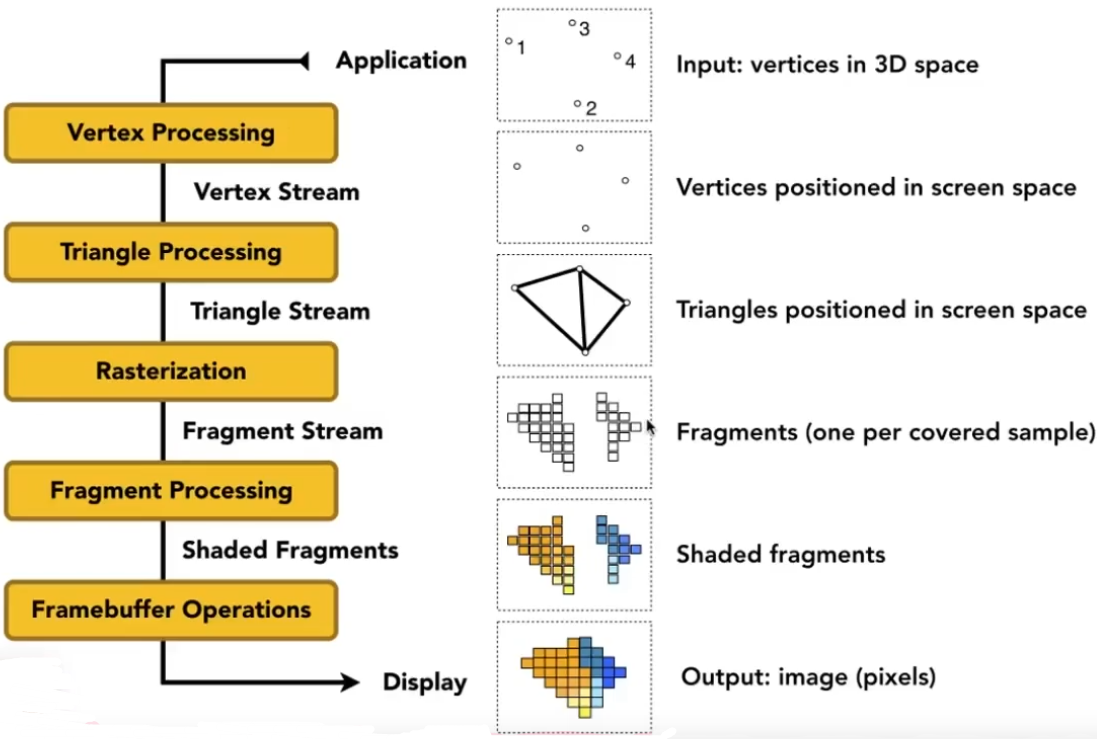 Application
3
1
4
2
Input: vertices in 3D space
Vertex Processing
Vertex Stream
Vertices positioned in screen space
Triangle Processing
Triangle Stream
Triangles positioned in screen space
Rasterization
Fragment Stream
Fragments (one per covered sample)
Fragment Processing
Shaded Fragments
Shaded fragments
Framebuffer Operations
Display
Output: image (pixels)